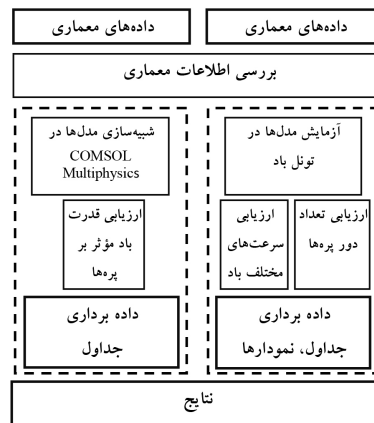 داده‌های معماری
داده‌های معماری
بررسی اطلاعات معماری
آزمایش مدل‌ها در
تونل باد
ارزیابی تعداد
دور پره‌ها
ارزیابی
سرعت‌های
مختلف باد
داده برداری
جداول، نمودارها
شبیه‌سازی مدل‌ها در
COMSOL
Multiphysics
ارزیابی قدرت
باد مؤثر بر
پره‌ها
داده برداری
جداول
نتایج